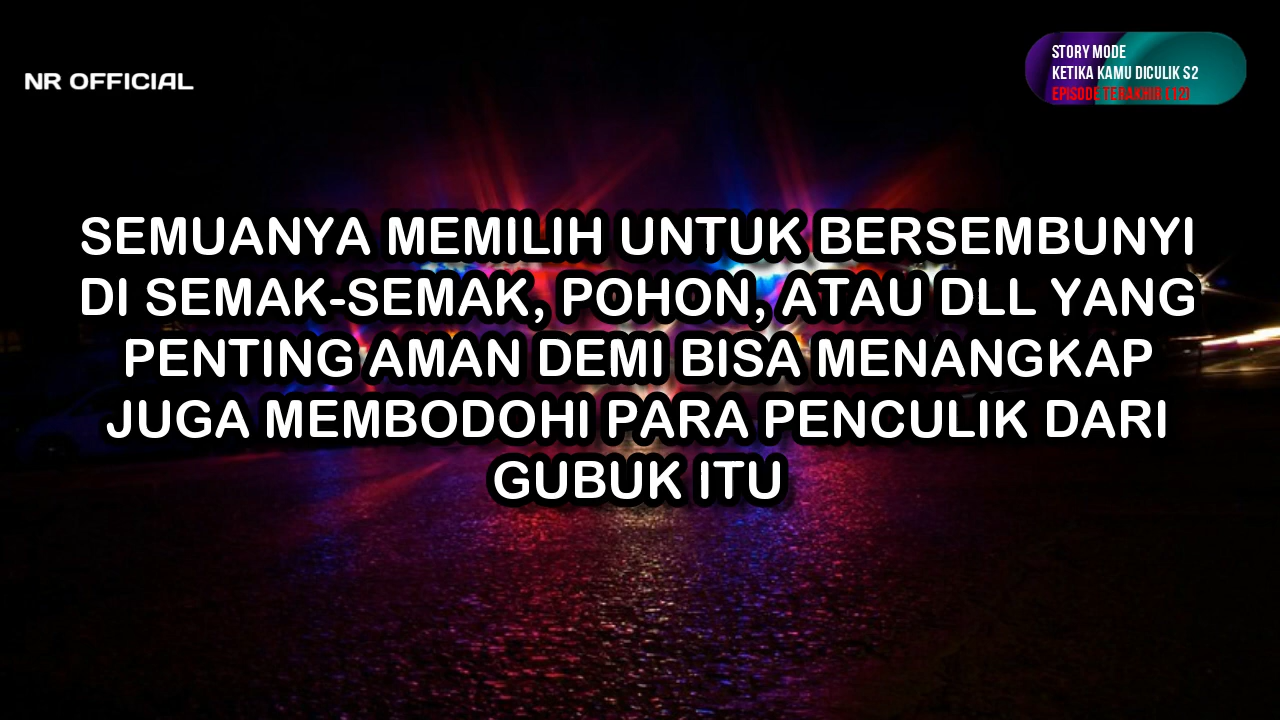 NR OFFICIAL
STORY MODE
KETIKA KAMU DICULIK S2
EPISODE TERAKHIR (12)
SEMUANYA MEMILIH UNTUK BERSEMBUNYI
DI SEMAK-SEMAK, POHON, ATAU DLL YANG
PENTING AMAN DEMI BISA MENANGKAP
JUGA MEMBODOHI PARA PENCULIK DARI
GUBUK ITU